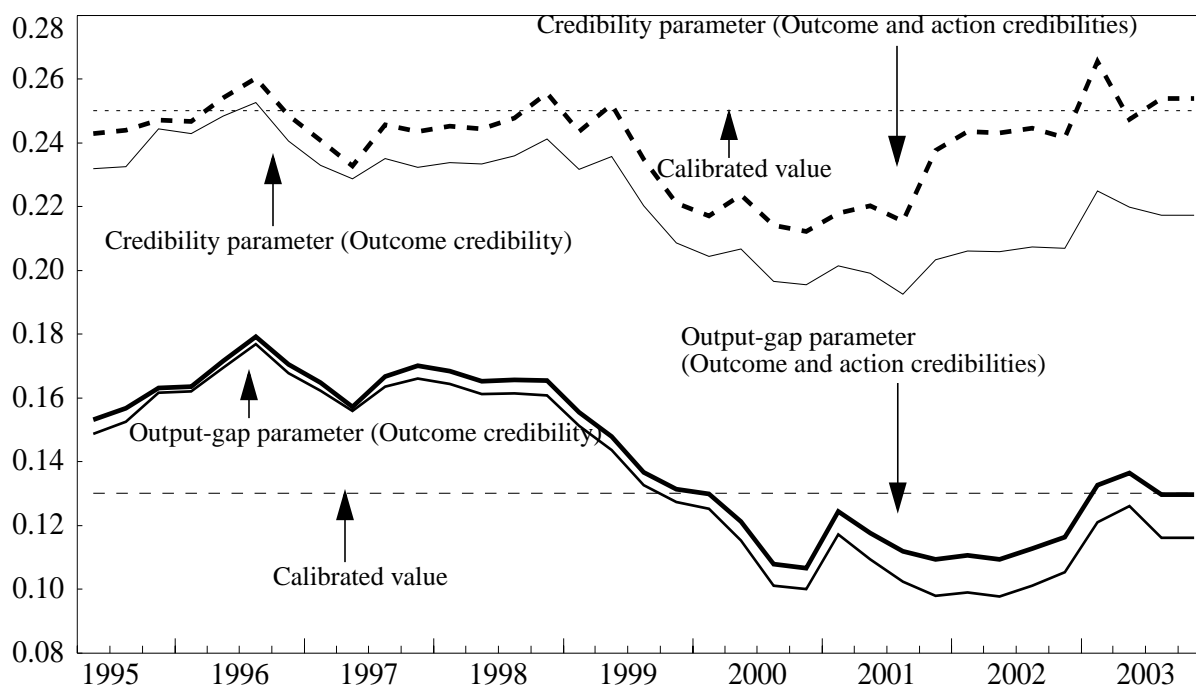 0.28
Credibility parameter (Outcome and action credibilities)
0.26
0.24
Calibrated value
0.22
Credibility parameter (Outcome credibility)
0.20
0.18
Output-gap parameter
(Outcome and action credibilities)
0.16
Output-gap parameter (Outcome credibility)
0.14
0.12
Calibrated value
0.10
0.08
1995 1996 1997 1998 1999 2000 2001 2002 2003